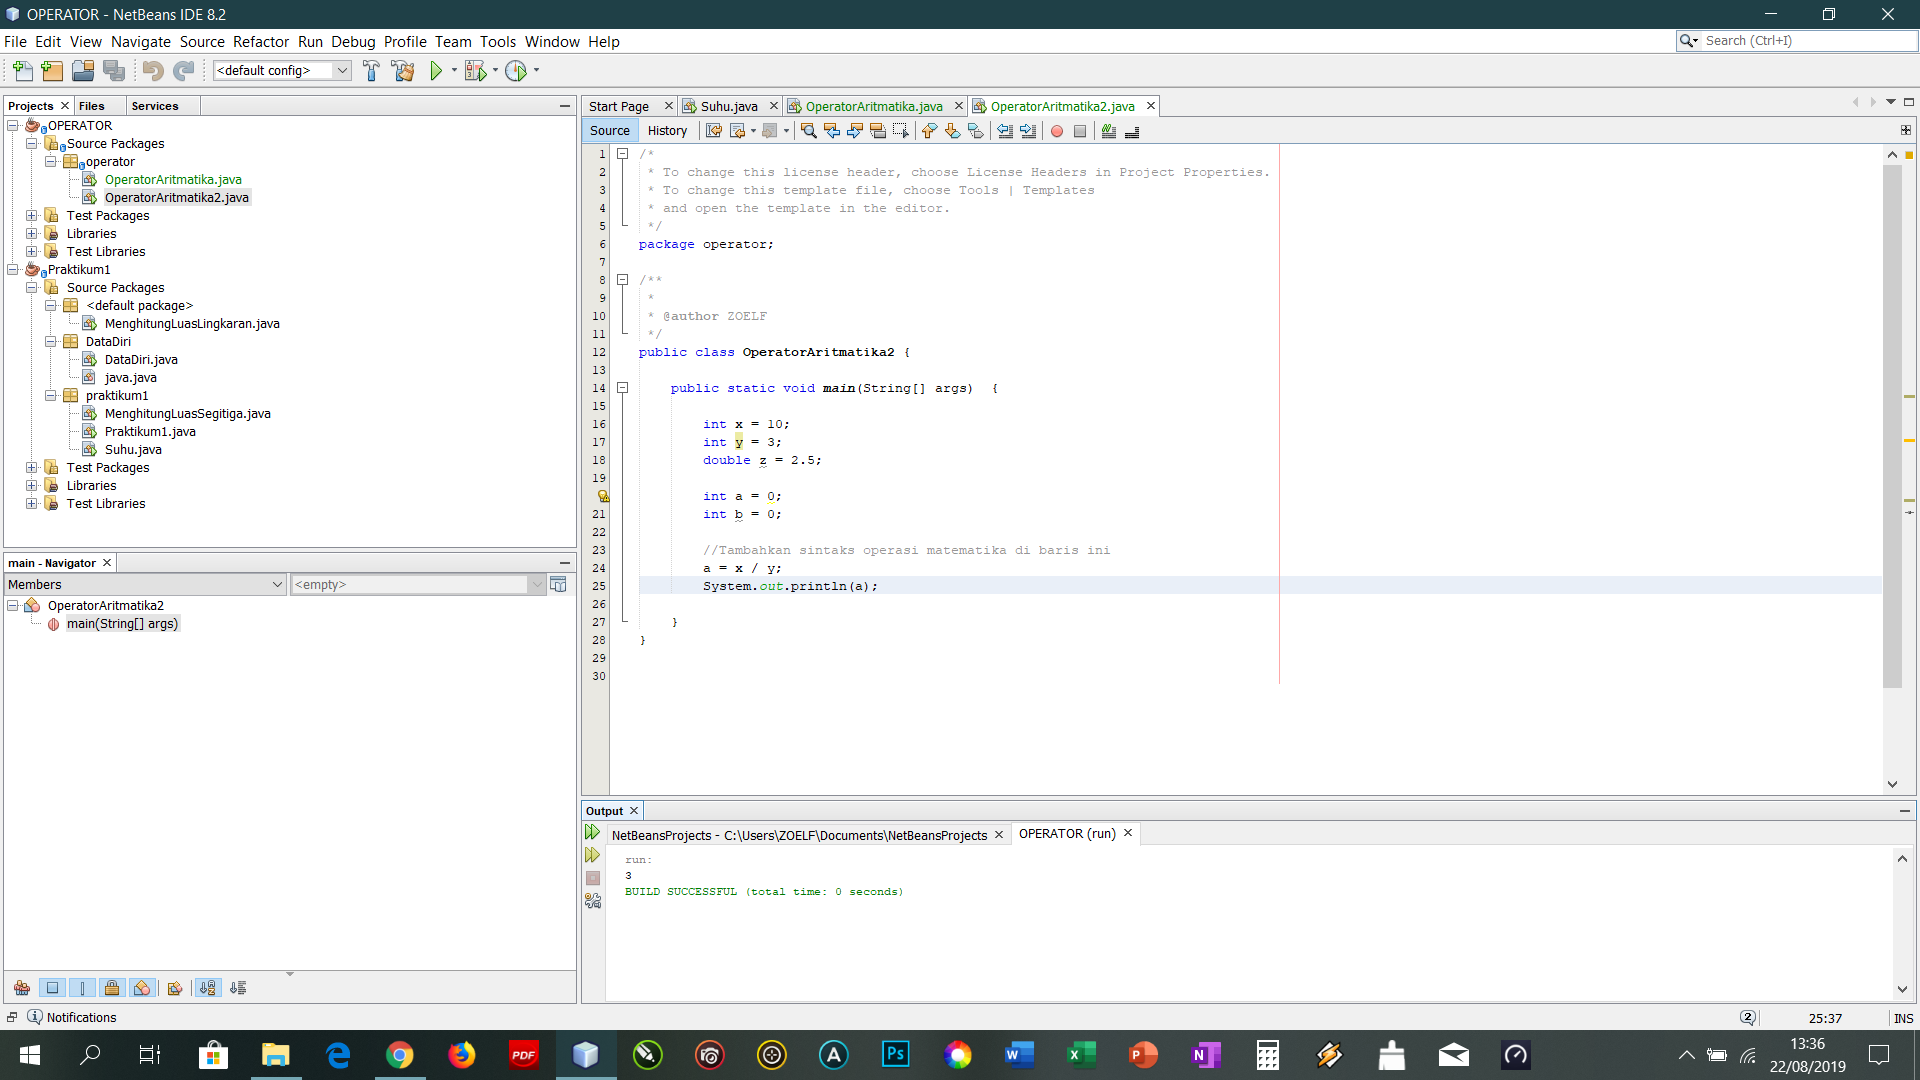 OPERATOR - NetBeans IDE 8.2
File Edit View Navigate Source Refactor Run Debug Profile Team Tools Window Help
Search (Ctrl+I)
<default config>
Projects Files Services
OPERATOR
Source Packages
operator
OperatorAritmatika.java
OperatorAritmatika2.java
Test Packages
Libraries
Test Libraries
Praktikum1
Source Packages
<default package>
MenghitungLuasLingkaran.java
DataDiri
DataDiri.java
java.java
praktikum1
MenghitungLuasSegitiga.java
Praktikum1.java
Suhu.java
Test Packages
Libraries
Test Libraries
main - Navigator
Members
<empty>
OperatorAritmatika2
main(String[] args)
Start Page Suhu.java OperatorAritmatika.java OperatorAritmatika2.java
Source History
1 /*
2 * To change this license header, choose License Headers in Project Properties.
3 * To change this template file, choose Tools | Templates
4 * and open the template in the editor.
5 */
6 package operator;
7
8 /**
9 *
10 * @author ZOELF
11 */
12 public class OperatorAritmatika2 {
13
14 public static void main(String[] args) {
15
16 int x = 10;
17 int y = 3;
18 double z = 2.5;
19
int a = 0;
21 int b = 0;
22
23 //Tambahkan sintaks operasi matematika di baris ini
24 a = x / y;
25 System.out.println(a);
26
27 }
28 }
29
30
Output
NetBeansProjects - C:\Users\ZOELF\Documents\NetBeansProjects OPERATOR (run)
run:
3
BUILD SUCCESSFUL (total time: 0 seconds)
Notifications
2
25:37
INS
PDF
A
Ps
13:36
22/08/2019